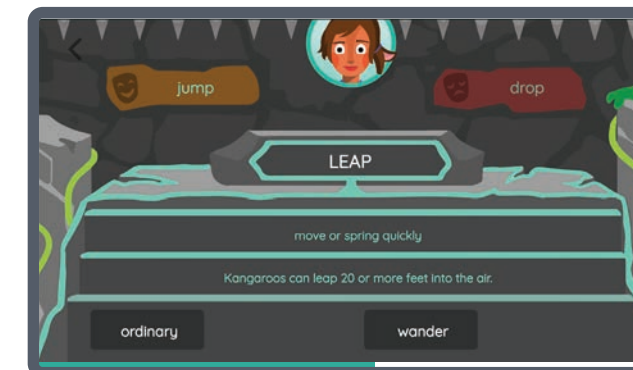 jump
drop
LEAP
move or spring quickly
Kangaroos can leap 20 or more feet into the air.
ordinary
wander